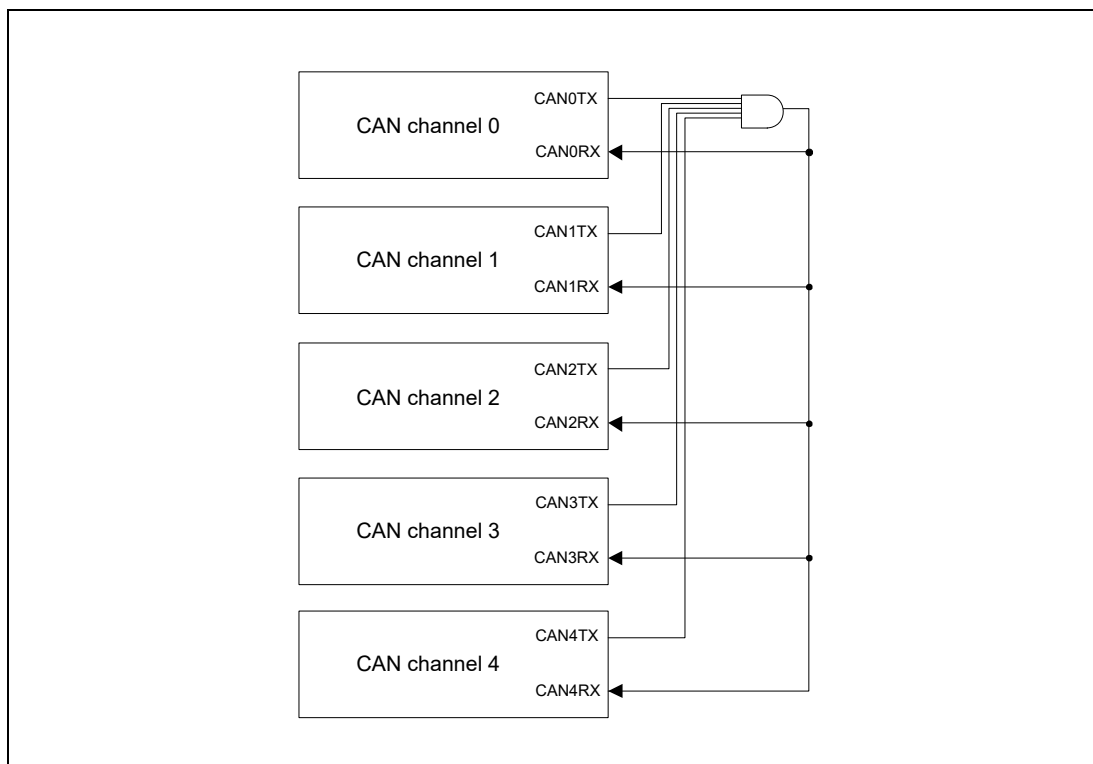 CAN0TX
CAN channel 0
CAN0RX
CAN1TX
CAN channel 1
CAN1RX
CAN2TX
CAN channel 2
CAN2RX
CAN3TX
CAN channel 3
CAN3RX
CAN4TX
CAN channel 4
CAN4RX